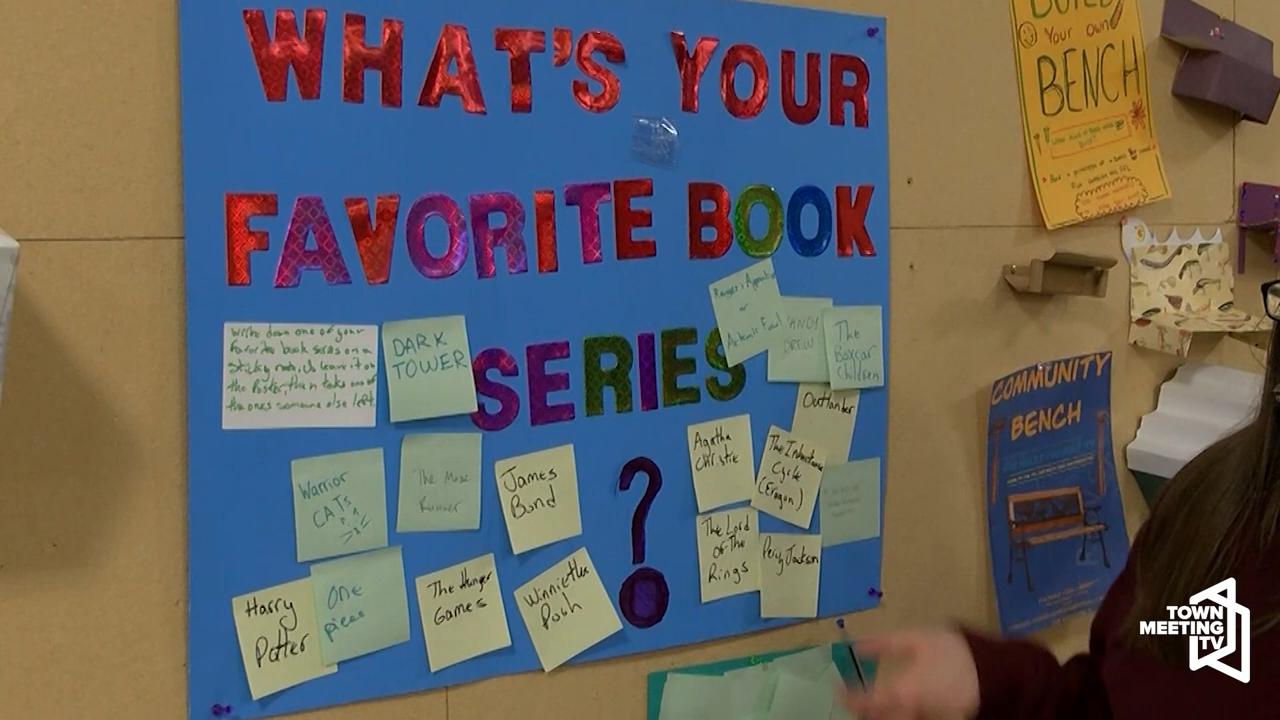 WHAT'S YOUR
FAVORITE BOOK
SERIES
?
write down one of your
favorite book series on a
sticky note, leave it on
the Poster, then take one of
the ones someone else left.
DARK
TOWER
Ranger's Apprentice
or
Artemis Fowl
DREW
The
Boxcar
Children
Outlander
Warrior
CATS
The Maze
Runner
James
Bond
Agatha
Christie
The Inheritance
Cycle
(Eragon)
The Lord
of The
Rings
Percy Jackson
Harry
Potter
One
piece
The Hunger
Games
Winnie the
Pooh
BUILD
Your Own
BENCH
COMMUNITY
BENCH
TOWN
MEETING
TV